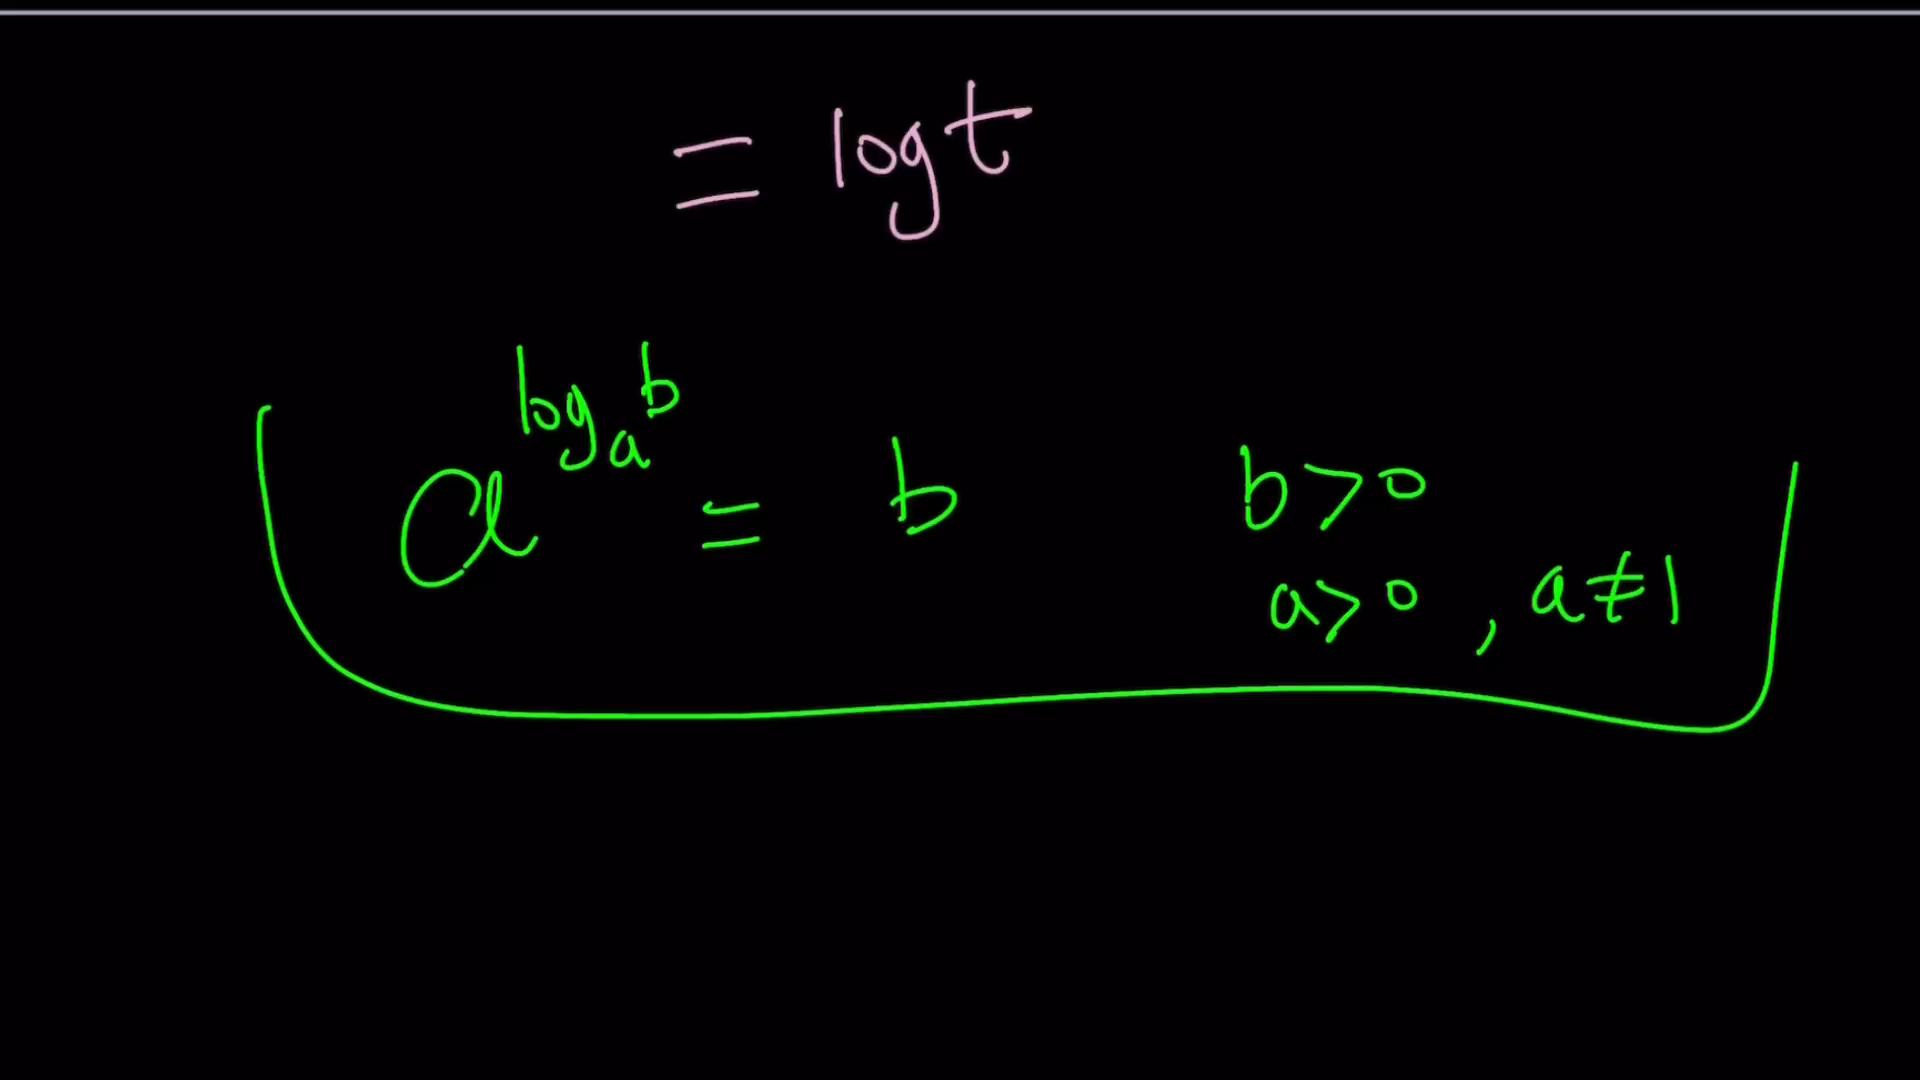 = log t
a^{log_a b} = b
b>0
a>0, a≠1